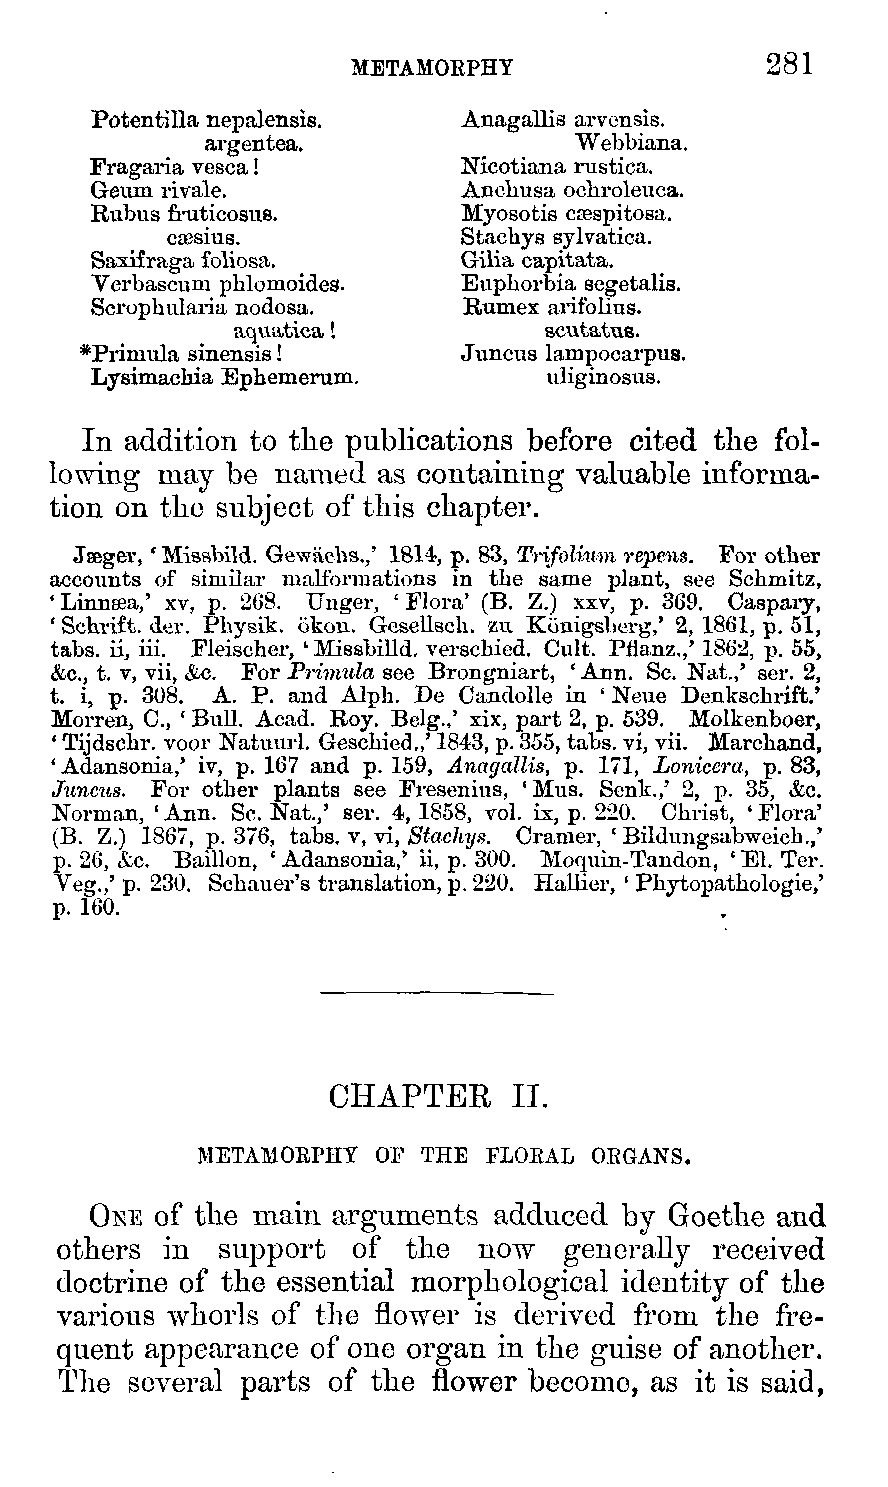 METAMORPHY 281
Potentilla nepalensis.
argentea.
Fragaria vesca!
Geum rivale.
Rubus fruticosus.
cæsius.
Saxifraga foliosa.
Verbascum phlomoides.
Scrophularia nodosa.
aquatica!
*Primula sinensis!
Lysimachia Ephemerum.
Anagallis arvensis.
Webbiana.
Nicotiana rustica.
Anchusa ochroleuca.
Myosotis cæspitosa.
Stachys sylvatica.
Gilia capitata.
Euphorbia segetalis.
Rumex arifolius.
scutatus.
Juncus lampocarpus.
uliginosus.
In addition to the publications before cited the fol-
lowing may be named as containing valuable informa-
tion on the subject of this chapter.
Jæger, ‘Missbild. Gewächs.,’ 1814, p. 83, Trifolium repens. For other
accounts of similar malformations in the same plant, see Schmitz,
‘Linnæa,’ xv, p. 268. Unger, ‘Flora’ (B. Z.) xxv, p. 369. Caspary,
‘Schrift. der. Physik. ökon. Gesellsch. zu Königsberg,’ 2, 1861, p. 51,
tabs. ii, iii. Fleischer, ‘Missbilld. verschied. Cult. Pflanz.,’ 1862, p. 55,
&c., t. v, vii, &c. For Primula see Brongniart, ‘Ann. Sc. Nat.,’ ser. 2,
t. i, p. 308. A. P. and Alph. De Candolle in ‘Neue Denkschrift.’
Morren, C., ‘Bull. Acad. Roy. Belg.,’ xix, part 2, p. 539. Molkenboer,
‘Tijdschr. voor Natuurl. Geschied.,’ 1843, p. 355, tabs. vi, vii. Marchand,
‘Adansonia,’ iv, p. 167 and p. 159, Anagallis, p. 171, Lonicera, p. 83,
Juncus. For other plants see Fresenius, ‘Mus. Senk.,’ 2, p. 35, &c.
Norman, ‘Ann. Sc. Nat.,’ ser. 4, 1858, vol. ix, p. 220. Christ, ‘Flora’
(B. Z.) 1867, p. 376, tabs. v, vi, Stachys. Cramer, ‘Bildungsabweich.,’
p. 26, &c. Baillon, ‘Adansonia,’ ii, p. 300. Moquin-Tandon, ‘El. Ter.
Veg.,’ p. 230. Schauer’s translation, p. 220. Hallier, ‘Phytopathologie,’
p. 160.
CHAPTER II.
METAMORPHY OF THE FLORAL ORGANS.
ONE of the main arguments adduced by Goethe and
others in support of the now generally received
doctrine of the essential morphological identity of the
various whorls of the flower is derived from the fre-
quent appearance of one organ in the guise of another.
The several parts of the flower become, as it is said,